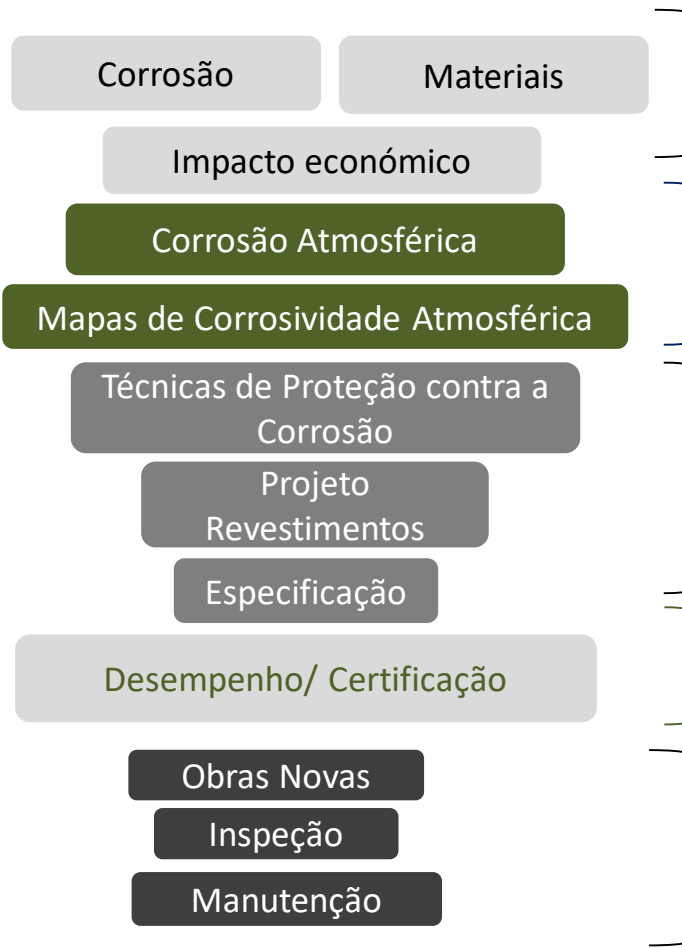 Corrosão
Materiais
Impacto económico
Corrosão Atmosférica
Mapas de Corrosividade Atmosférica
Técnicas de Proteção contra a
Corrosão
Projeto
Revestimentos
Especificação
Desempenho/ Certificação
Obras Novas
Inspeção
Manutenção